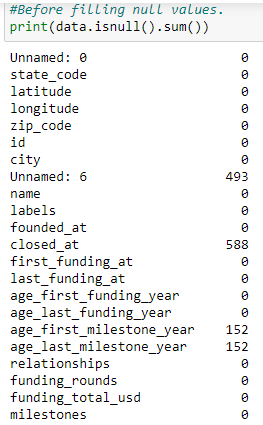 #Before filling null values.
print(data.isnull().sum())
Unnamed: 0 0
state_code 0
latitude 0
longitude 0
zip_code 0
id 0
city 0
Unnamed: 6 493
name 0
labels 0
founded_at 0
closed_at 588
first_funding_at 0
last_funding_at 0
age_first_funding_year 0
age_last_funding_year 0
age_first_milestone_year 152
age_last_milestone_year 152
relationships 0
funding_rounds 0
funding_total_usd 0
milestones 0